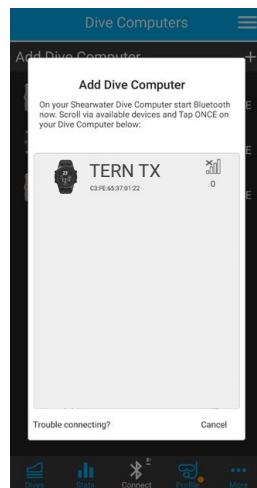 Dive Computers
Add Dive Computer +
Add Dive Computer
On your Shearwater Dive Computer start Bluetooth
now. Scroll via available devices and Tap ONCE on
your Dive Computer below:
TERN TX
C3:FE:65:37:01:22
0
Trouble connecting?
Cancel
Dives
Stats
Connect
Profile
More